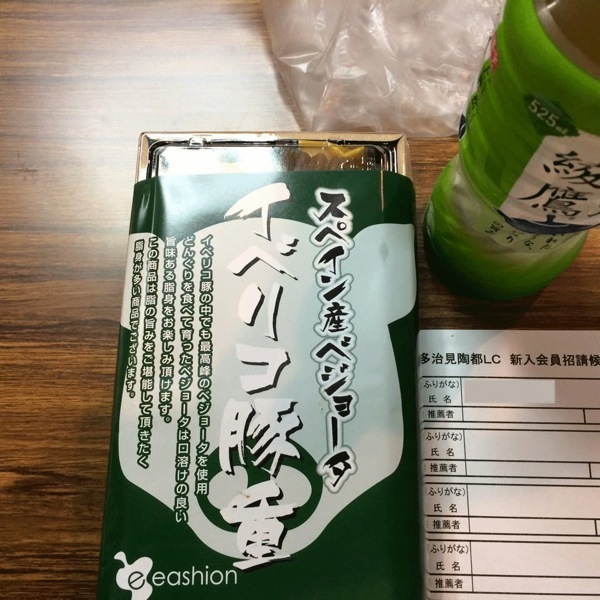 スペイン産ベジョータ
イベリコ豚重
イベリコ豚の中でも最高峰のベジョータを使用
どんぐりを食べて育ったベジョータは口溶けの良い
旨味ある脂身をお楽しみ頂けます。
この商品は脂の旨みをご堪能して頂きたく
脂身が多い商品でございます。
e eashion
525ml
綾鷹
多治見陶都LC 新入会員招請候
ふりがな)
氏 名
推薦者
ふりがな)
氏 名
推薦者
ふりがな)
氏 名
推薦者
(ふりがな)
氏 名
推薦者